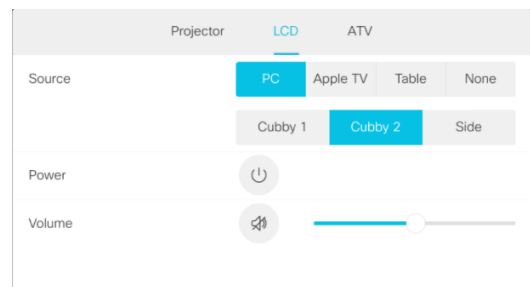 Projector LCD ATV
Source PC Apple TV Table None
Cubby 1 Cubby 2 Side
Power
Volume